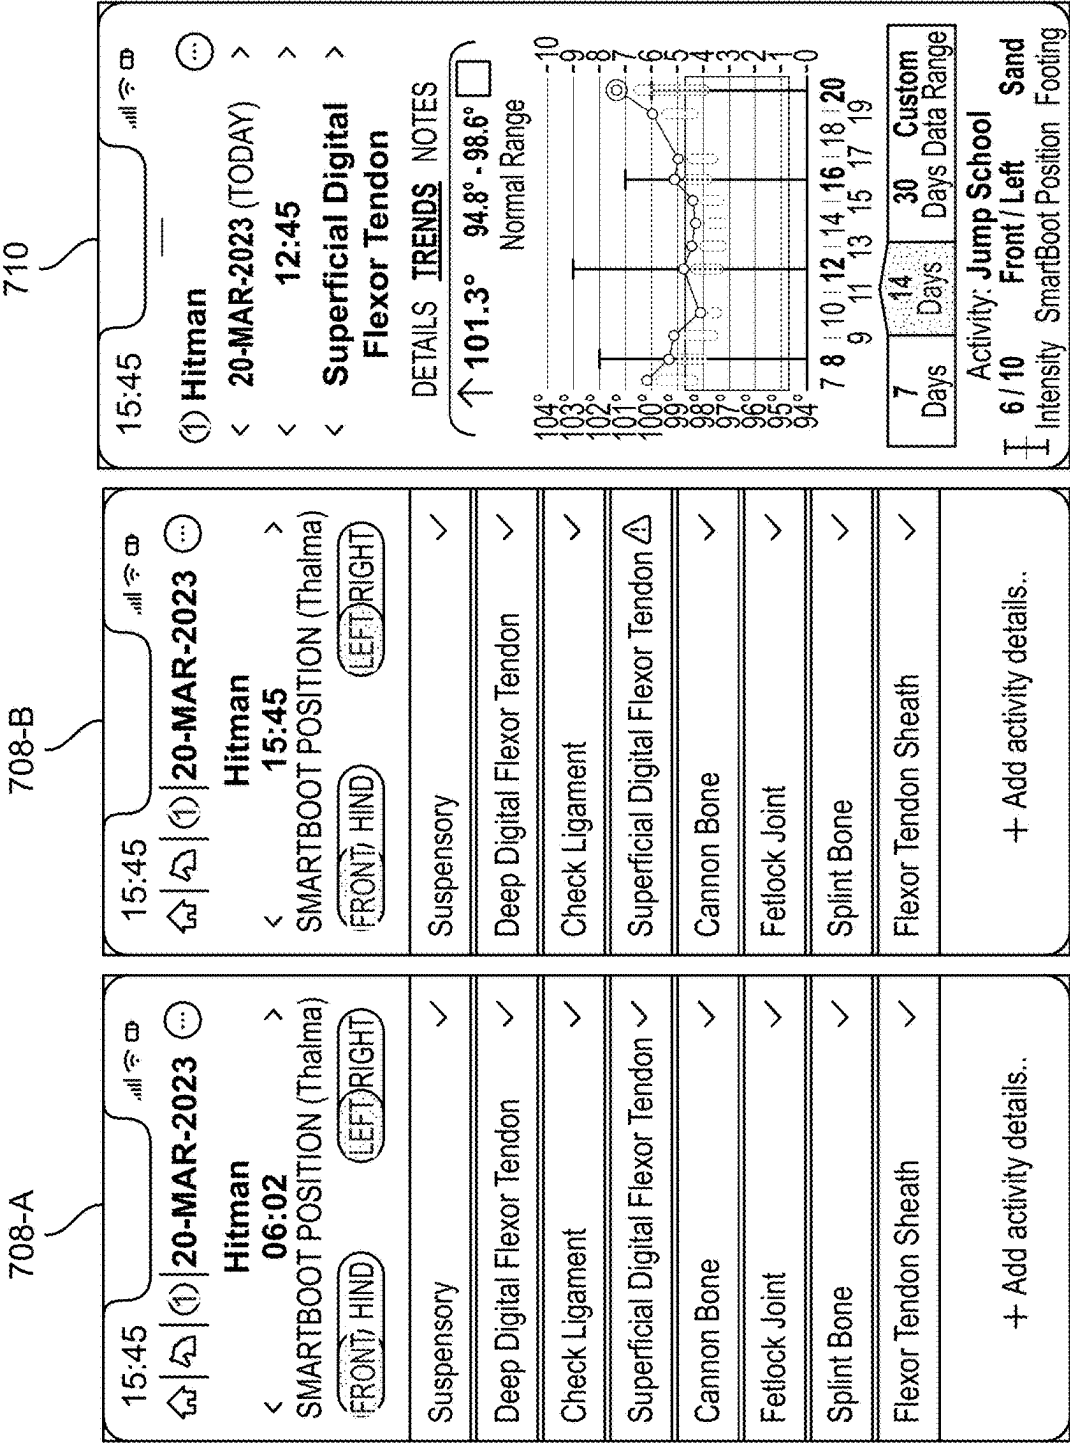 708-A
15:45
① 20-MAR-2023 ...
Hitman
< 06:02 >
SMARTBOOT POSITION (Thalma)
FRONT/ HIND LEFT/RIGHT
Suspensory ✓
Deep Digital Flexor Tendon ✓
Check Ligament ✓
Superficial Digital Flexor Tendon ✓
Cannon Bone ✓
Fetlock Joint ✓
Splint Bone ✓
Flexor Tendon Sheath ✓
+ Add activity details..
708-B
15:45
① 20-MAR-2023 ...
Hitman
< 15:45 >
SMARTBOOT POSITION (Thalma)
FRONT/ HIND LEFT/RIGHT
Suspensory ✓
Deep Digital Flexor Tendon ✓
Check Ligament ✓
Superficial Digital Flexor Tendon ⚠
Cannon Bone ✓
Fetlock Joint ✓
Splint Bone ✓
Flexor Tendon Sheath ✓
+ Add activity details..
710
15:45
① Hitman ...
< 20-MAR-2023 (TODAY) >
< 12:45 >
< Superficial Digital >
Flexor Tendon
DETAILS TRENDS NOTES
↑ 101.3° 94.8° - 98.6°
Normal Range
104° 10
103° 9
102° 8
101° 7
100° 6
99° 5
98° 4
97° 3
96° 2
95° 1
94° 0
7 8 10 12 14 16 18 20
9 11 13 15 17 19
7 14 30 Custom
Days Days Days Data Range
Activity: Jump School
6/10 Front/Left Sand
Intensity SmartBoot Position Footing